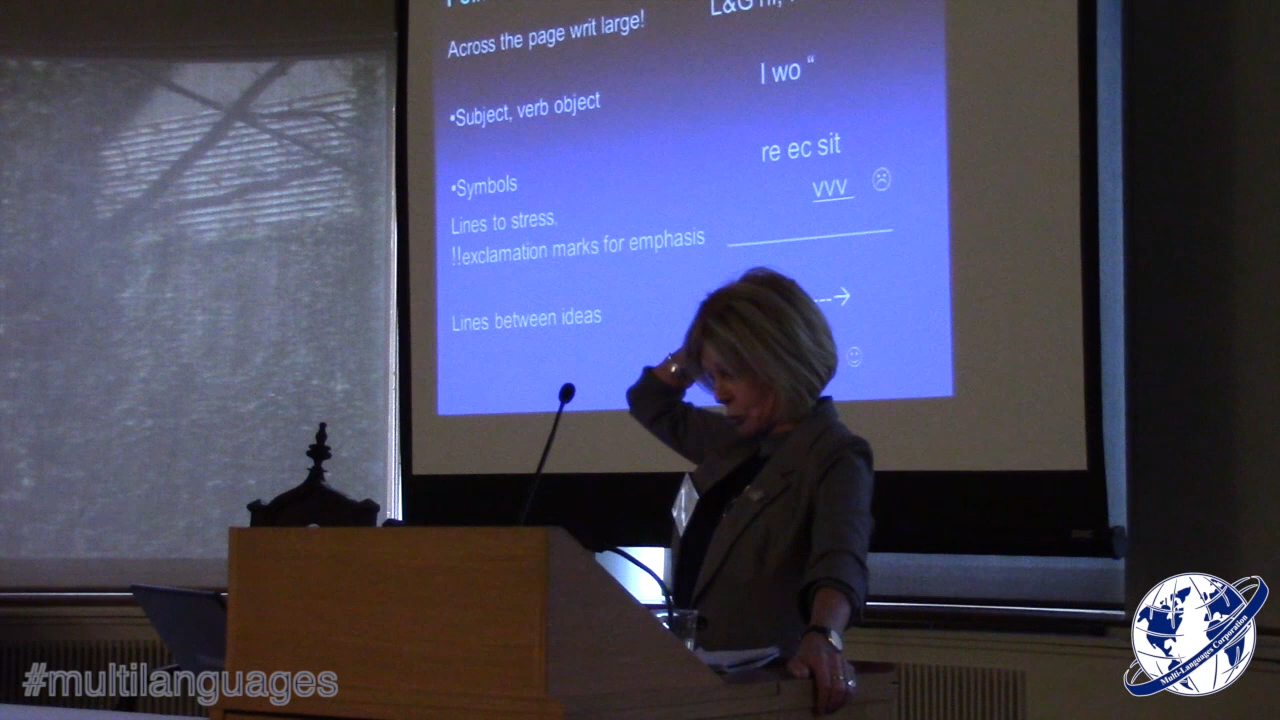 Across the page writ large!
L&G
I wo “
•Subject, verb object
re ec sit
•Symbols
VVV ☹
Lines to stress,
!!exclamation marks for emphasis
Lines between ideas
---→
☺
#multilanguages
Multi-Languages Corporation